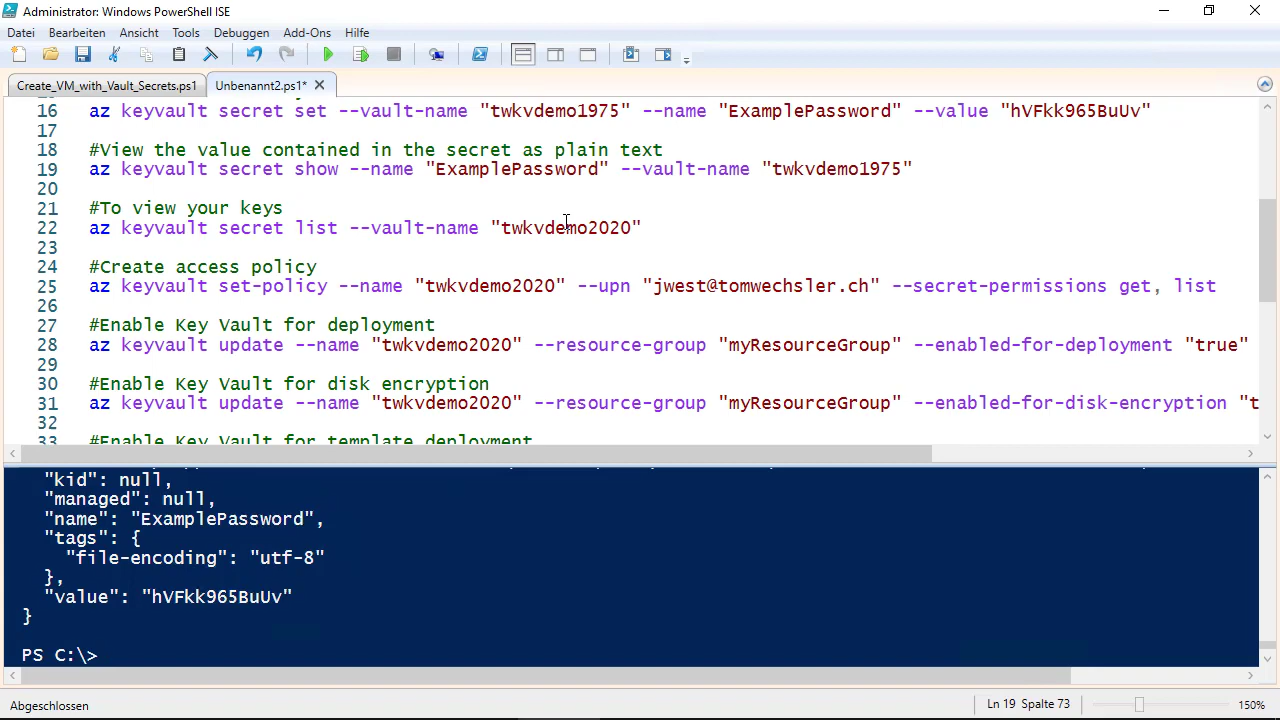 Administrator: Windows PowerShell ISE
Datei Bearbeiten Ansicht Tools Debuggen Add-Ons Hilfe
Create_VM_with_Vault_Secrets.ps1 Unbenannt2.ps1*
16 az keyvault secret set --vault-name "twkvdemo1975" --name "ExamplePassword" --value "hVFkk965BuUv"
17
18 #View the value contained in the secret as plain text
19 az keyvault secret show --name "ExamplePassword" --vault-name "twkvdemo1975"
20
21 #To view your keys
22 az keyvault secret list --vault-name "twkvdemo2020"
23
24 #Create access policy
25 az keyvault set-policy --name "twkvdemo2020" --upn "jwest@tomwechsler.ch" --secret-permissions get, list
26
27 #Enable Key Vault for deployment
28 az keyvault update --name "twkvdemo2020" --resource-group "myResourceGroup" --enabled-for-deployment "true"
29
30 #Enable Key Vault for disk encryption
31 az keyvault update --name "twkvdemo2020" --resource-group "myResourceGroup" --enabled-for-disk-encryption "t
32
33 #Enable Key Vault for template deployment
"kid": null,
"managed": null,
"name": "ExamplePassword",
"tags": {
"file-encoding": "utf-8"
},
"value": "hVFkk965BuUv"
}
PS C:\>
Abgeschlossen
Ln 19 Spalte 73
150%